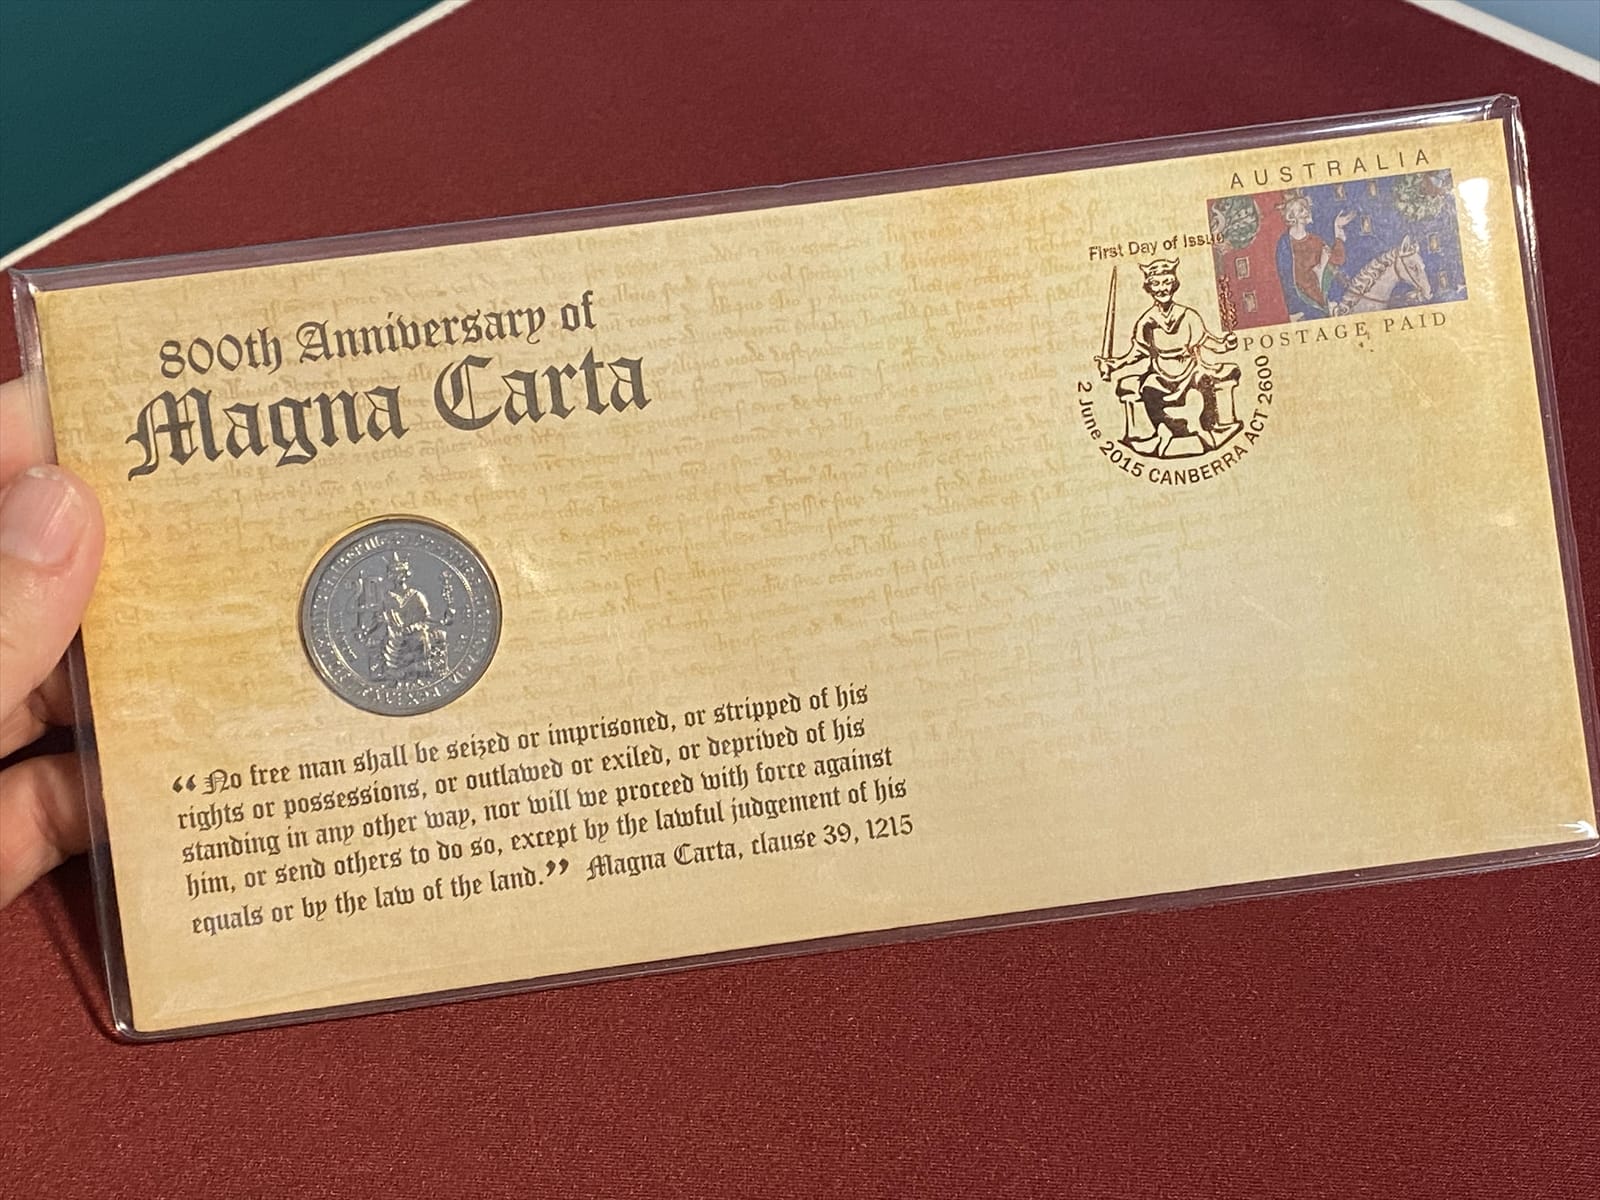 AUSTRALIA
First Day of Issue
POSTAGE PAID
2 June 2015 CANBERRA ACT 2600
800th Anniversary of
Magna Carta
20
“No free man shall be seized or imprisoned, or stripped of his
rights or possessions, or outlawed or exiled, or deprived of his
standing in any other way, nor will we proceed with force against
him, or send others to do so, except by the lawful judgement of his
equals or by the law of the land.” Magna Carta, clause 39, 1215